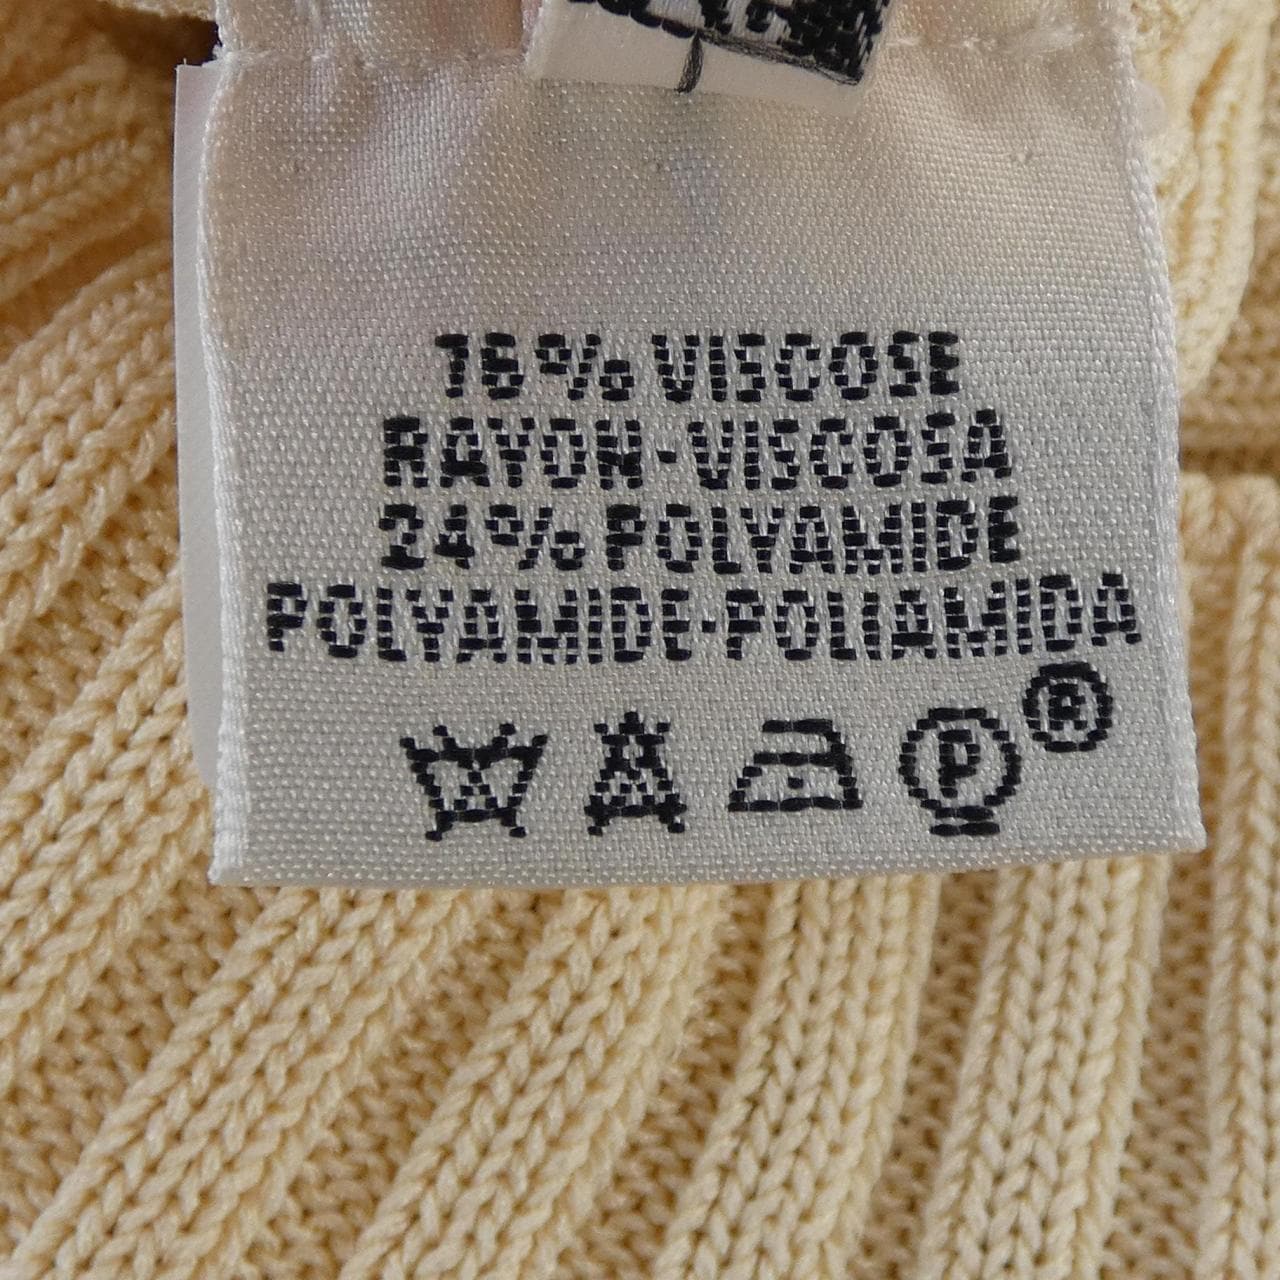 76% VISCOSE
RAYON-VISCOSA
24% POLYAMIDE
POLYAMIDE-POLIAMIDA
P ®